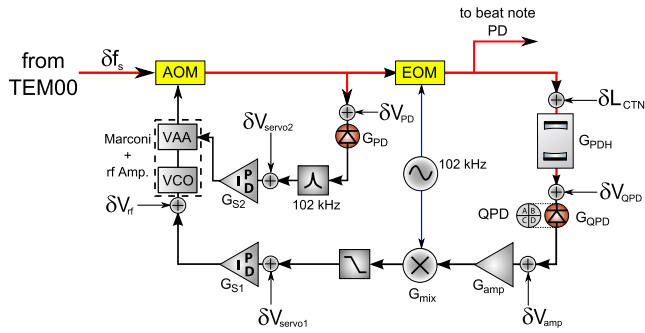 to beat note
PD
from
TEM00
δfs
AOM
EOM
δLCTN
δVPD
GPD
GPDH
Marconi
+
rf Amp.
VAA
VCO
δVservo2
102 kHz
GS2
102 kHz
δVQPD
QPD
A B
C D
GQPD
δVrf
I P D
I P D
GS1
Gmix
Gamp
δVservo1
δVamp